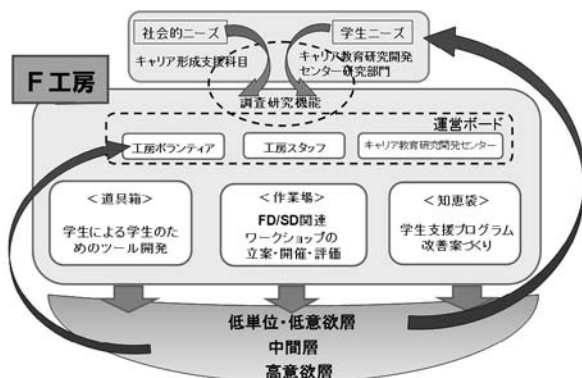 社会的ニーズ
学生ニーズ
キャリア形成支援科目
キャリア教育研究開発
センター研究部門
F工房
調査研究機能
運営ボード
工房ボランティア
工房スタッフ
キャリア教育研究開発センター
＜道具箱＞
学生による学生のた
めのツール開発
＜作業場＞
FD/SD関連
ワークショップの
立案・開催・評価
＜知恵袋＞
学生支援プログラム
改善案づくり
低単位・低意欲層
中間層
高意欲層